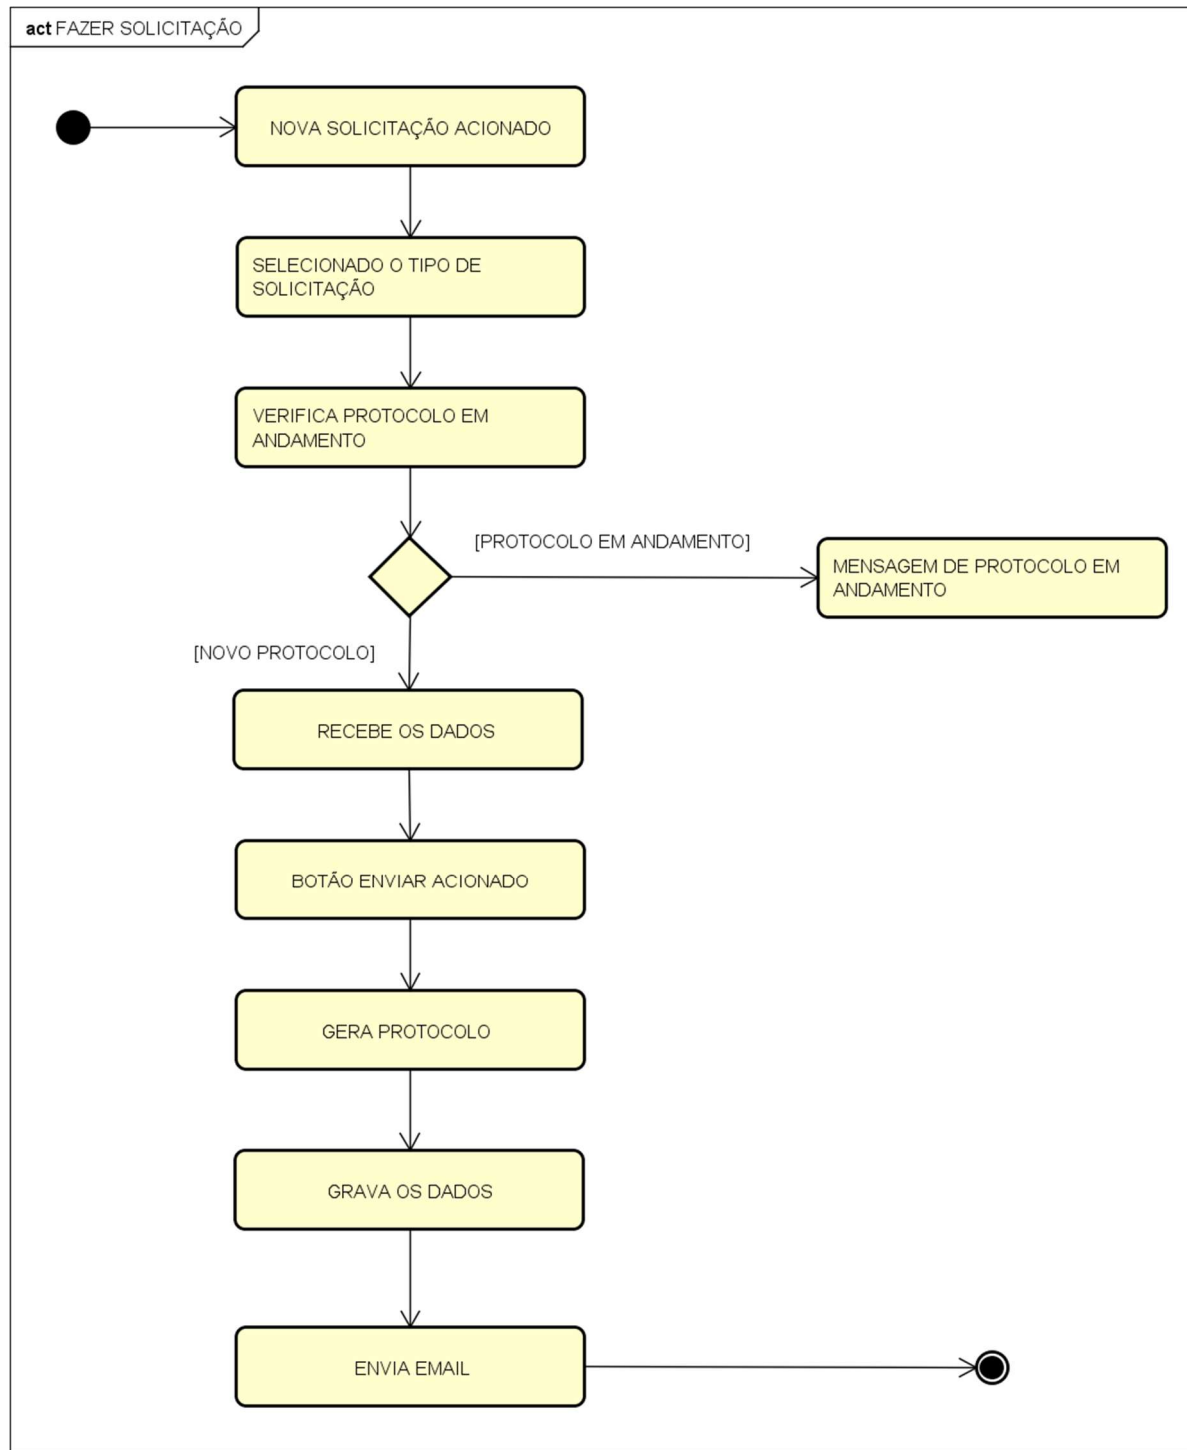 act FAZER SOLICITAÇÃO
NOVA SOLICITAÇÃO ACIONADO
SELECIONADO O TIPO DE
SOLICITAÇÃO
VERIFICA PROTOCOLO EM
ANDAMENTO
[PROTOCOLO EM ANDAMENTO]
MENSAGEM DE PROTOCOLO EM
ANDAMENTO
[NOVO PROTOCOLO]
RECEBE OS DADOS
BOTÃO ENVIAR ACIONADO
GERA PROTOCOLO
GRAVA OS DADOS
ENVIA EMAIL